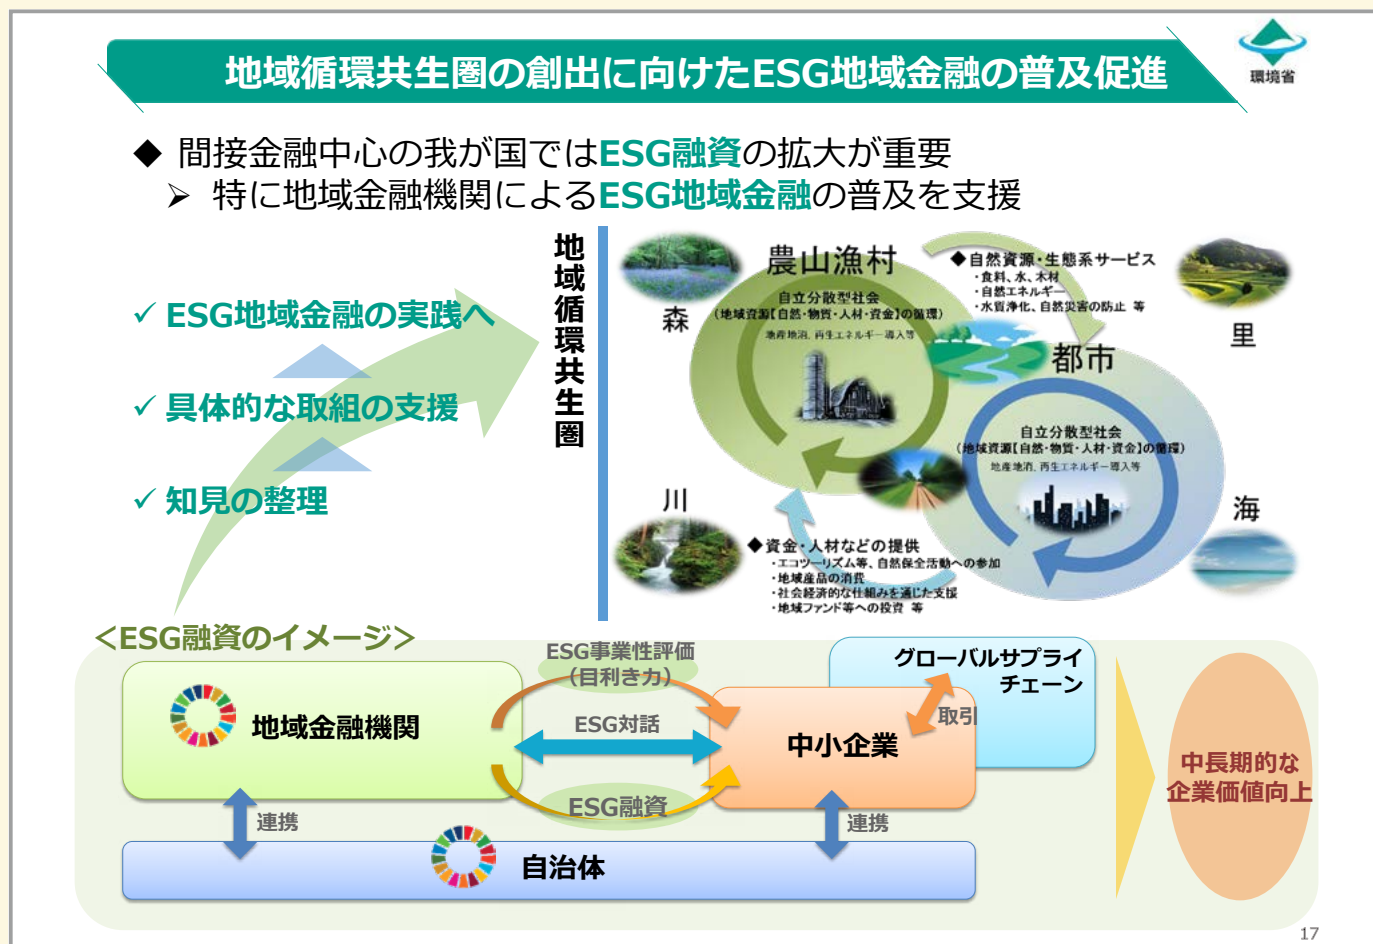 地域循環共生圏の創出に向けたESG地域金融の普及促進
環境省
◆ 間接金融中心の我が国ではESG融資の拡大が重要
➢ 特に地域金融機関によるESG地域金融の普及を支援
✓ ESG地域金融の実践へ
✓ 具体的な取組の支援
✓ 知見の整理
地域循環共生圏
農山漁村
自立分散型社会
(地域資源【自然・物質・人材・資金】の循環)
地産地消、再生エネルギー導入等
森
◆自然資源・生態系サービス
・食料、水、木材
・自然エネルギー
・水質浄化、自然災害の防止 等
里
都市
自立分散型社会
(地域資源【自然・物質・人材・資金】の循環)
地産地消、再生エネルギー導入等
川
海
◆資金・人材などの提供
・エコツーリズム等、自然保全活動への参加
・地域産品の消費
・社会経済的な仕組みを通じた支援
・地域ファンド等への投資 等
＜ESG融資のイメージ＞
地域金融機関
ESG事業性評価
（目利き力）
ESG対話
ESG融資
中小企業
グローバルサプライ
チェーン
取引
連携
連携
自治体
中長期的な
企業価値向上
17